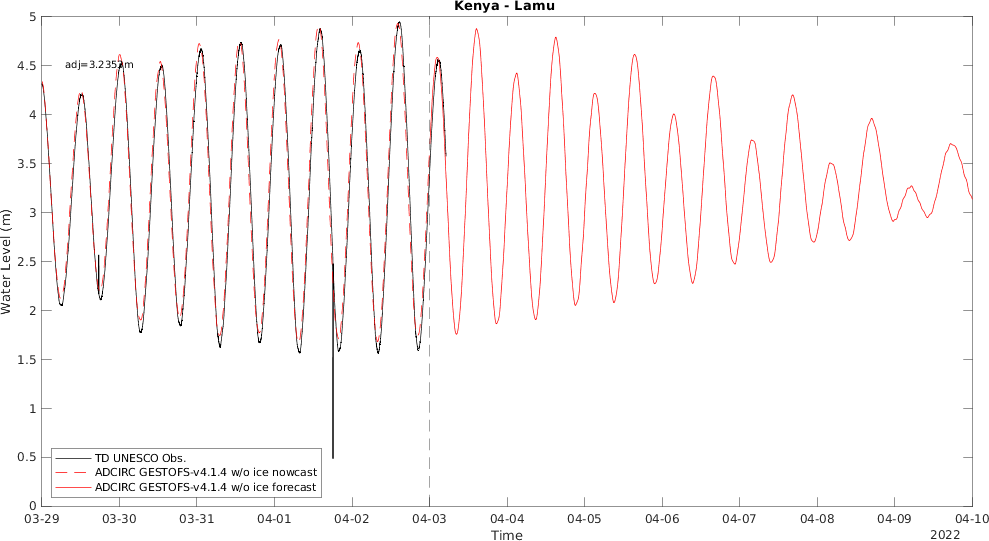 Kenya - Lamu
5
4.5
4
3.5
3
2.5
2
1.5
1
0.5
0
Water Level (m)
adj=3.2352m
TD UNESCO Obs.
ADCIRC GESTOFS-v4.1.4 w/o ice nowcast
ADCIRC GESTOFS-v4.1.4 w/o ice forecast
03-29 03-30 03-31 04-01 04-02 04-03 04-04 04-05 04-06 04-07 04-08 04-09 04-10
Time
2022